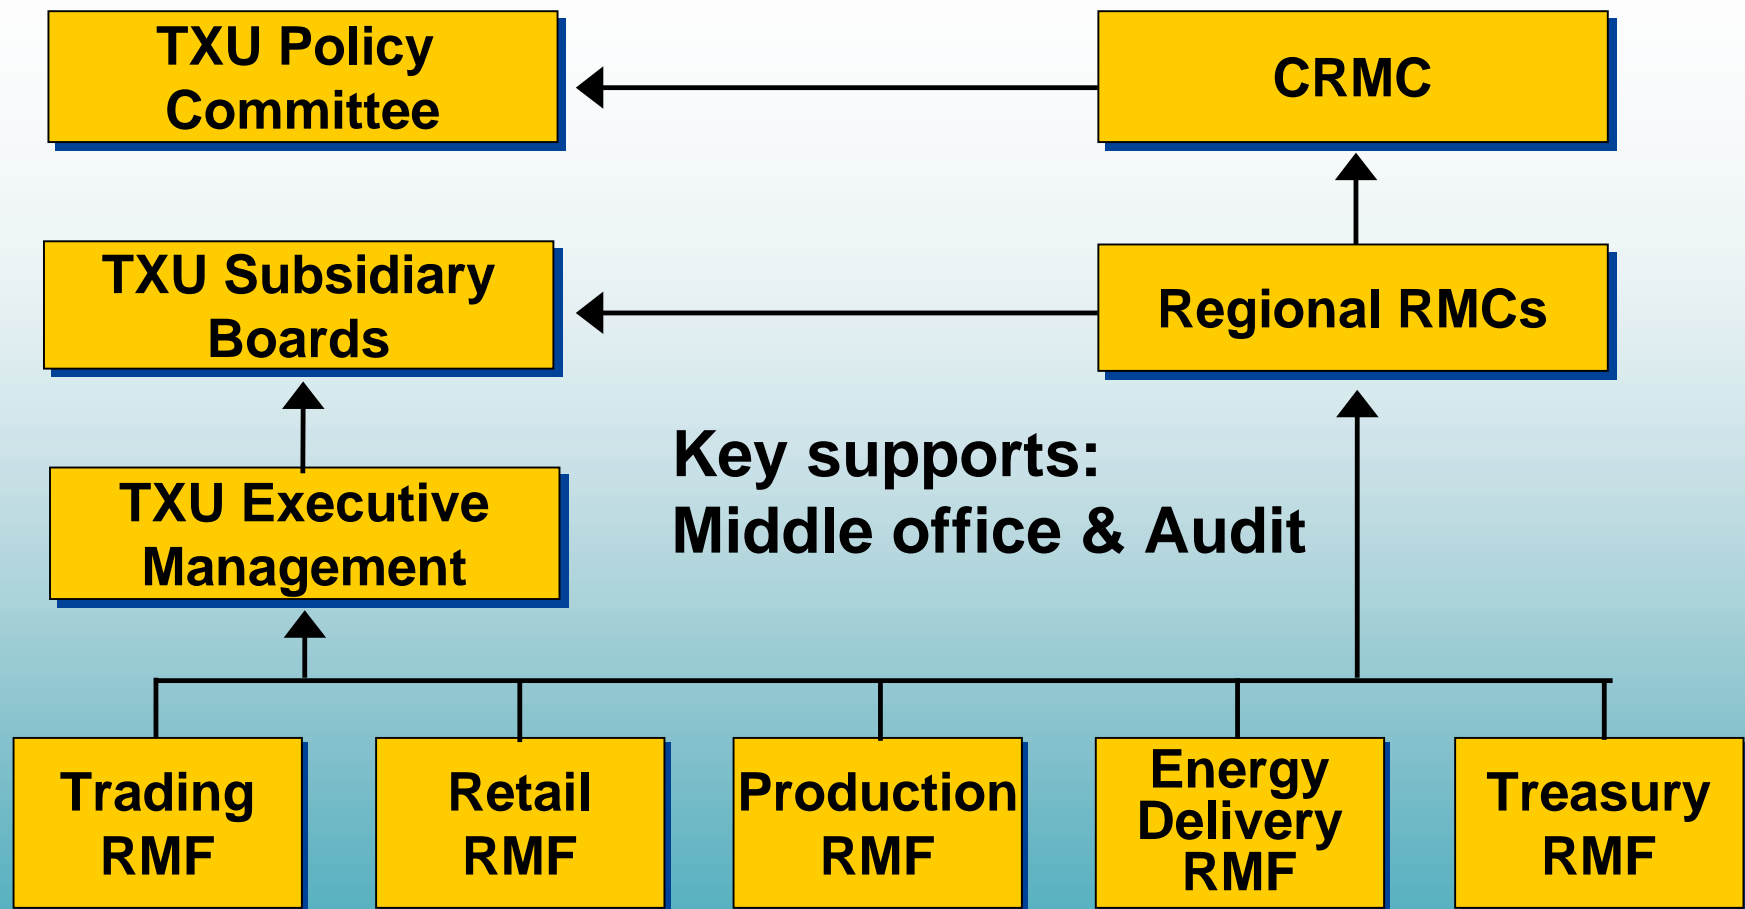 TXU Policy
Committee
CRMC
TXU Subsidiary
Boards
Regional RMCs
Key supports:
Middle office & Audit
TXU Executive
Management
Trading
RMF
Retail
RMF
Production
RMF
Energy
Delivery
RMF
Treasury
RMF